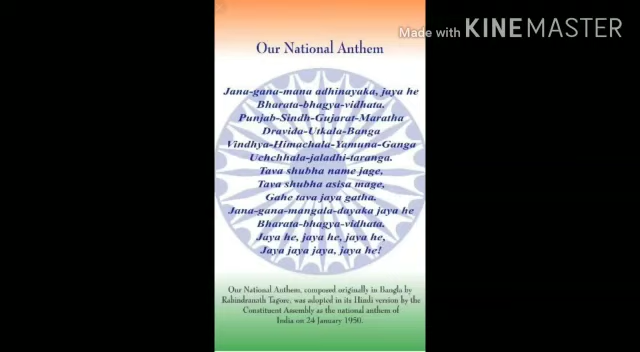 Made with KINEMASTER
Our National Anthem
Jana-gana-mana adhinayaka, jaya he
Bharata-bhagya-vidhata.
Punjab-Sindh-Gujarat-Maratha
Dravida-Utkala-Banga
Vindhya-Himachala-Yamuna-Ganga
Uchchhala-jaladhi-taranga.
Tava shubha name jage,
Tava shubha asisa mage,
Gahe tava jaya gatha.
Jana-gana-mangala-dayaka jaya he
Bharata-bhagya-vidhata.
Jaya he, jaya he, jaya he,
Jaya jaya jaya, jaya he!
Our National Anthem, composed originally in Bangla by
Rabindranath Tagore, was adopted in its Hindi version by the
Constituent Assembly as the national anthem of
India on 24 January 1950.